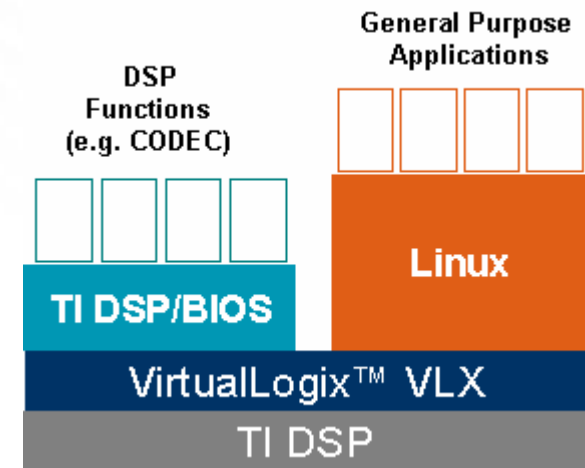 General Purpose
Applications
DSP
Functions
(e.g. CODEC)
Linux
TI DSP/BIOS
VirtualLogix™ VLX
TI DSP